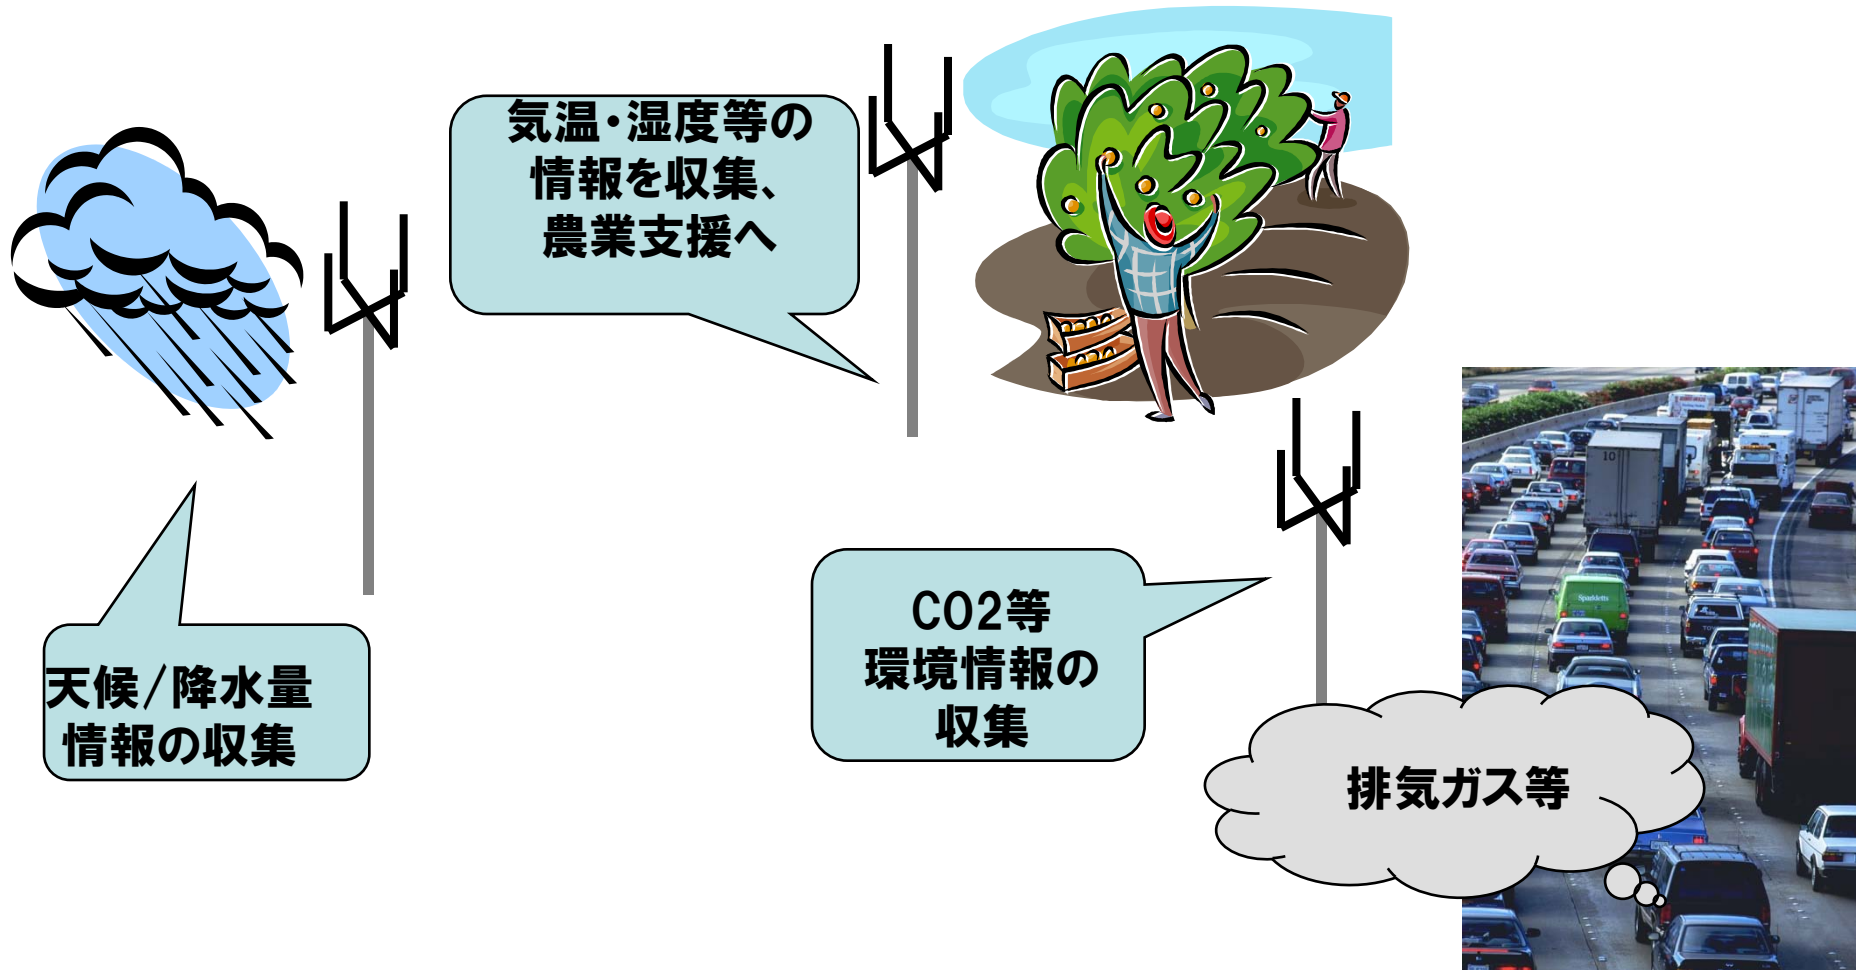 気温・湿度等の
情報を収集、
農業支援へ
天候/降水量
情報の収集
CO2等
環境情報の
収集
排気ガス等
10
Sparkletts